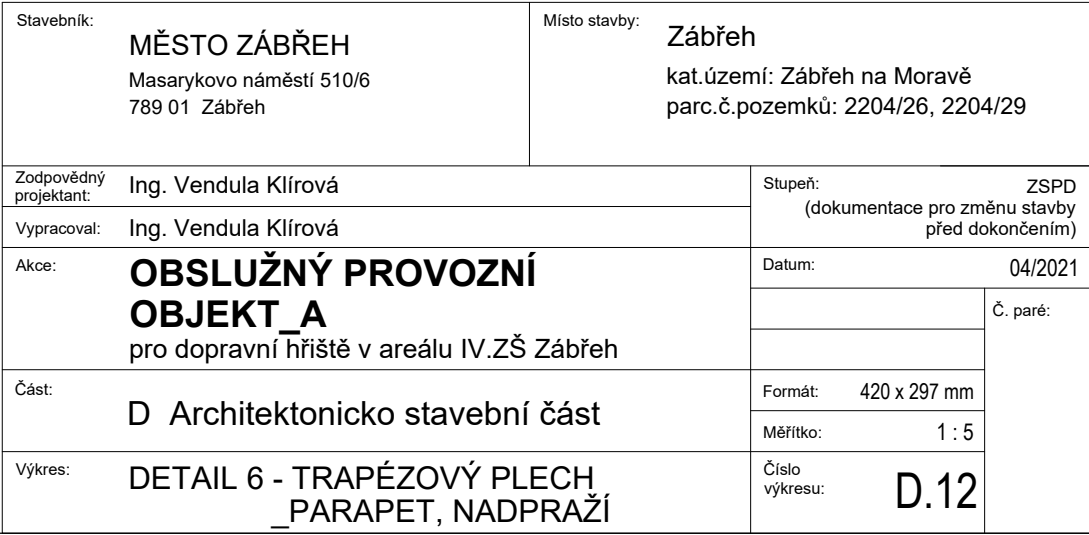 Stavebník:
MĚSTO ZÁBŘEH
Masarykovo náměstí 510/6
789 01  Zábřeh
Místo stavby:
Zábřeh
kat.území: Zábřeh na Moravě
parc.č.pozemků: 2204/26, 2204/29
Zodpovědný
projektant:
Ing. Vendula Klírová
Vypracoval:
Ing. Vendula Klírová
Stupeň:
ZSPD
(dokumentace pro změnu stavby
před dokončením)
Akce:
OBSLUŽNÝ PROVOZNÍ
OBJEKT_A
pro dopravní hřiště v areálu IV.ZŠ Zábřeh
Datum:
04/2021
Č. paré:
Část:
D  Architektonicko stavební část
Formát:
420 x 297 mm
Měřítko:
1 : 5
Výkres:
DETAIL 6 - TRAPÉZOVÝ PLECH
_PARAPET, NADPRAŽÍ
Číslo
výkresu:
D.12